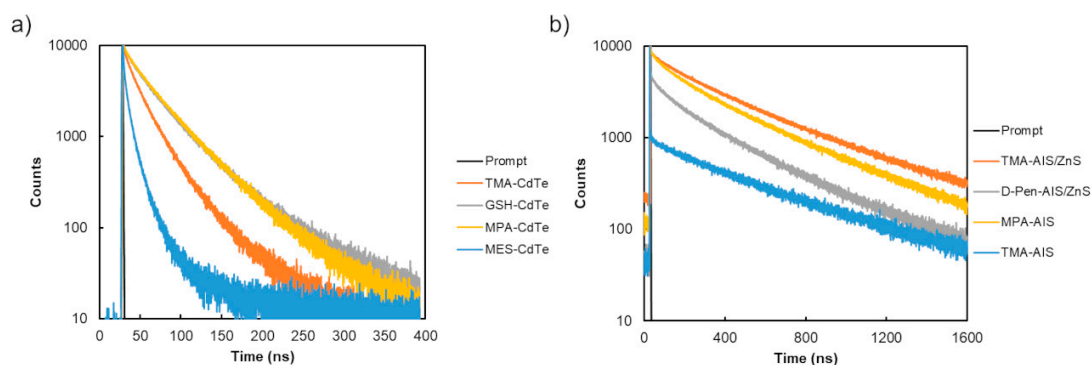 a)
10000
1000
100
10
Counts
0 50 100 150 200 250 300 350 400
Time (ns)
Prompt
TMA-CdTe
GSH-CdTe
MPA-CdTe
MES-CdTe
b)
10000
1000
100
10
Counts
0 400 800 1200 1600
Time (ns)
Prompt
TMA-AIS/ZnS
D-Pen-AIS/ZnS
MPA-AIS
TMA-AIS